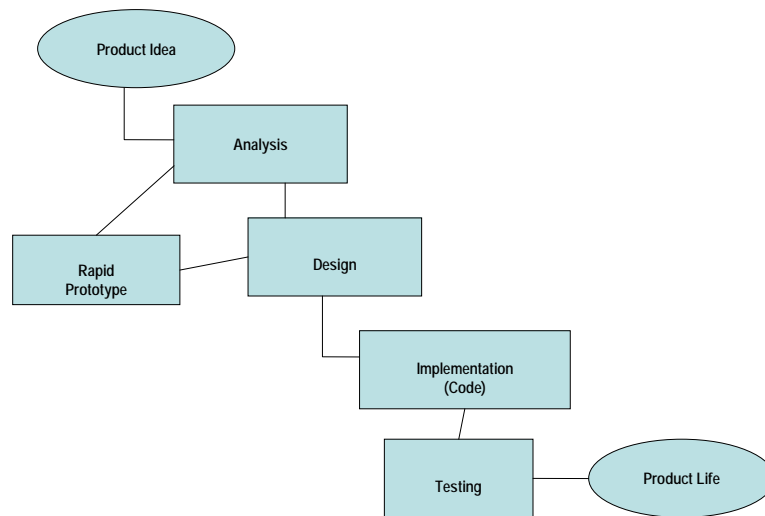 Product Idea
Analysis
Rapid
Prototype
Design
Implementation
(Code)
Testing
Product Life